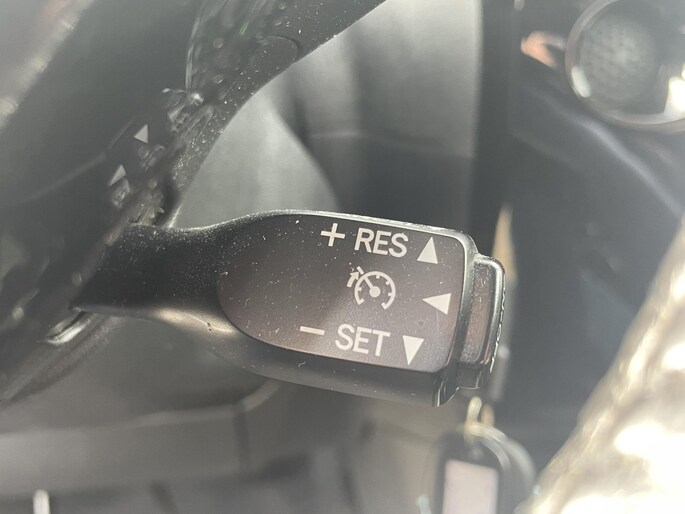 + RES
− SET